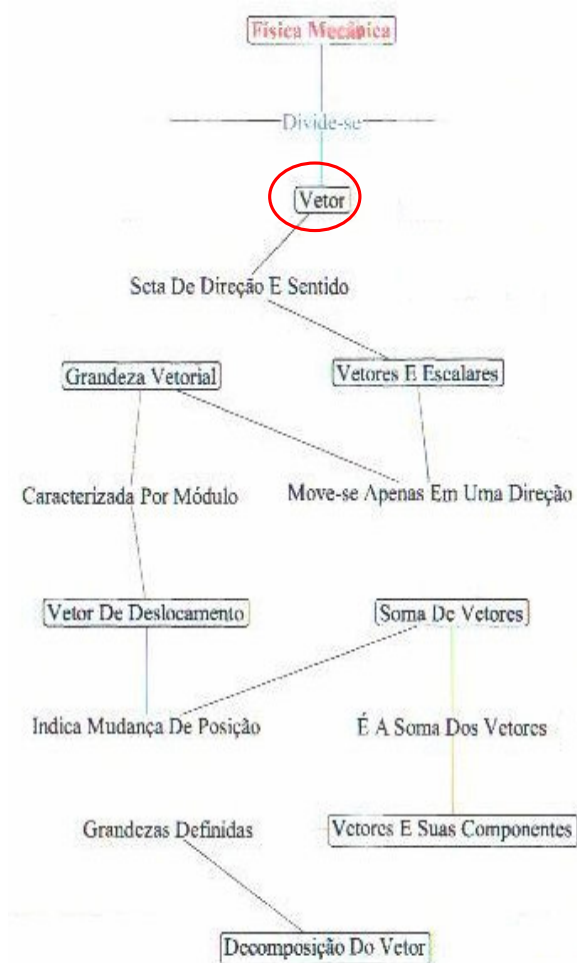 Física Mecânica
Divide-se
Vetor
Seta De Direção E Sentido
Grandeza Vetorial
Vetores E Escalares
Caracterizada Por Módulo
Move-se Apenas Em Uma Direção
Vetor De Deslocamento
Soma De Vetores
Indica Mudança De Posição
É A Soma Dos Vetores
Grandezas Definidas
Vetores E Suas Componentes
Decomposição Do Vetor